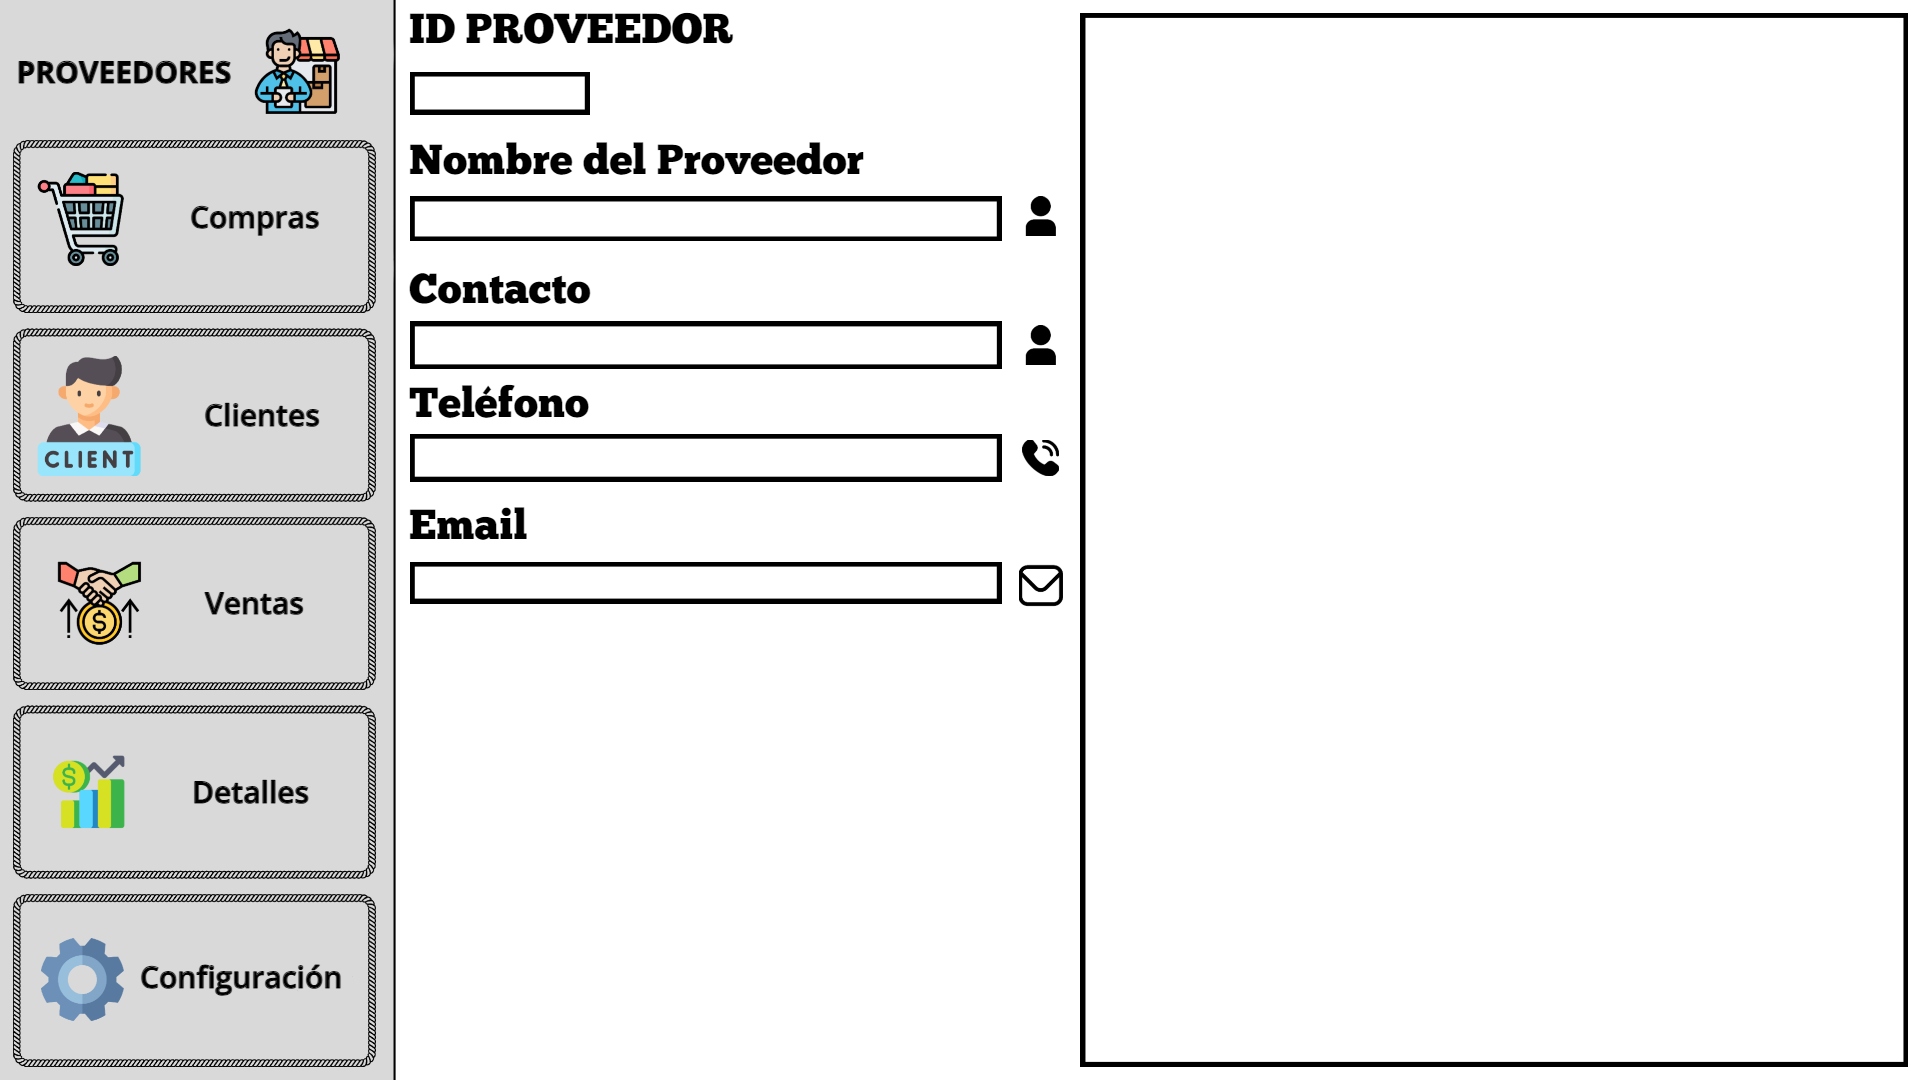 PROVEEDORES
Compras
CLIENT
Clientes
$
Ventas
$
Detalles
Configuración
ID PROVEEDOR
Nombre del Proveedor
Contacto
Teléfono
Email